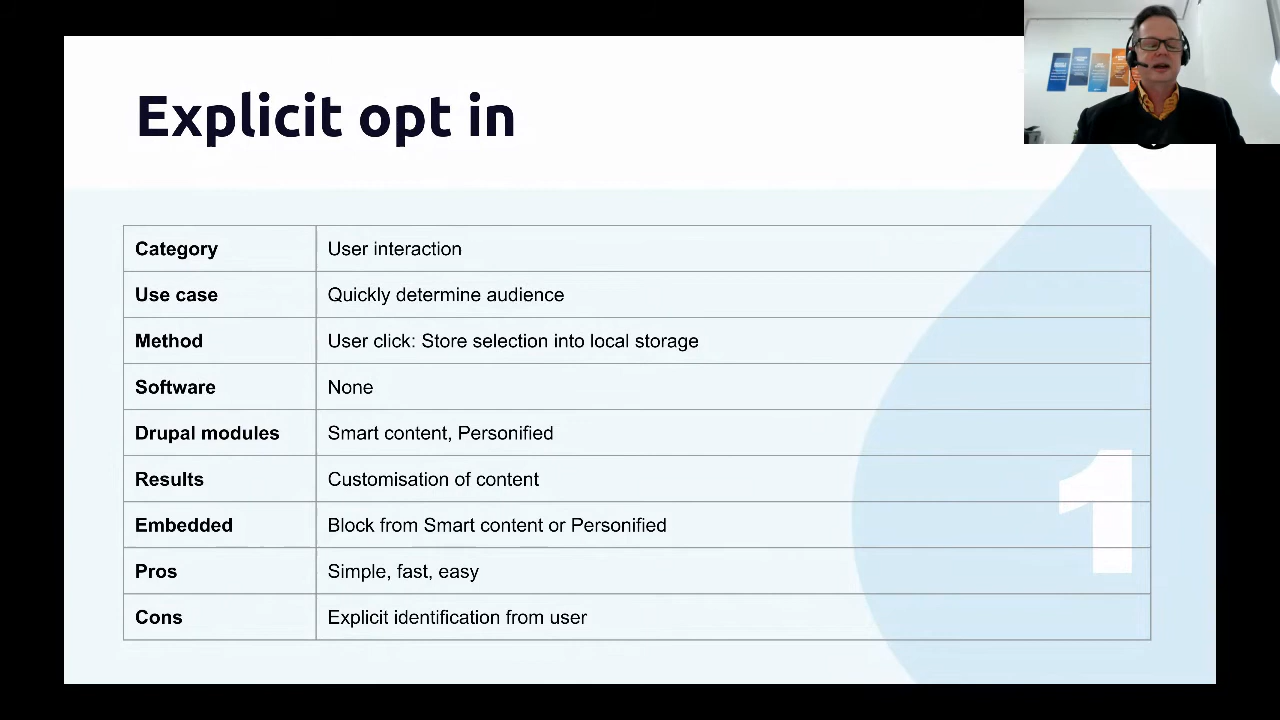 Explicit opt in
Category User interaction
Use case Quickly determine audience
Method User click: Store selection into local storage
Software None
Drupal modules Smart content, Personified
Results Customisation of content
Embedded Block from Smart content or Personified
Pros Simple, fast, easy
Cons Explicit identification from user
1